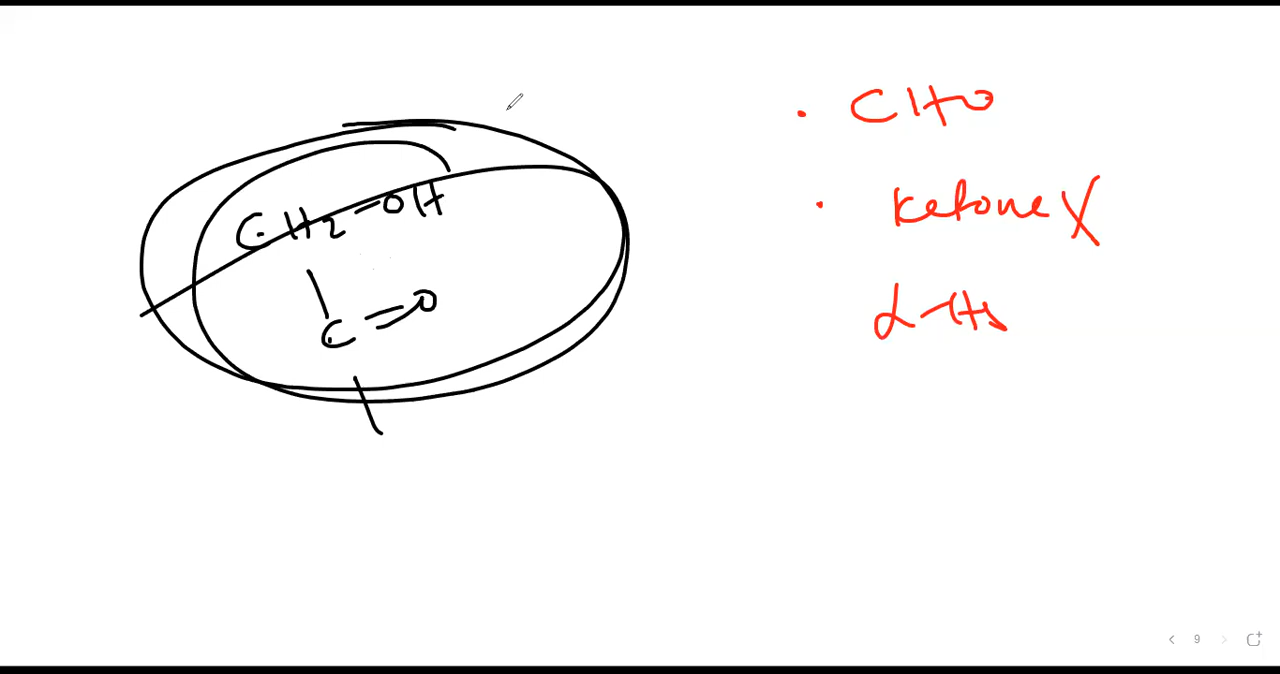 CH2-OH
C=O
• CHO
• Ketone X
9